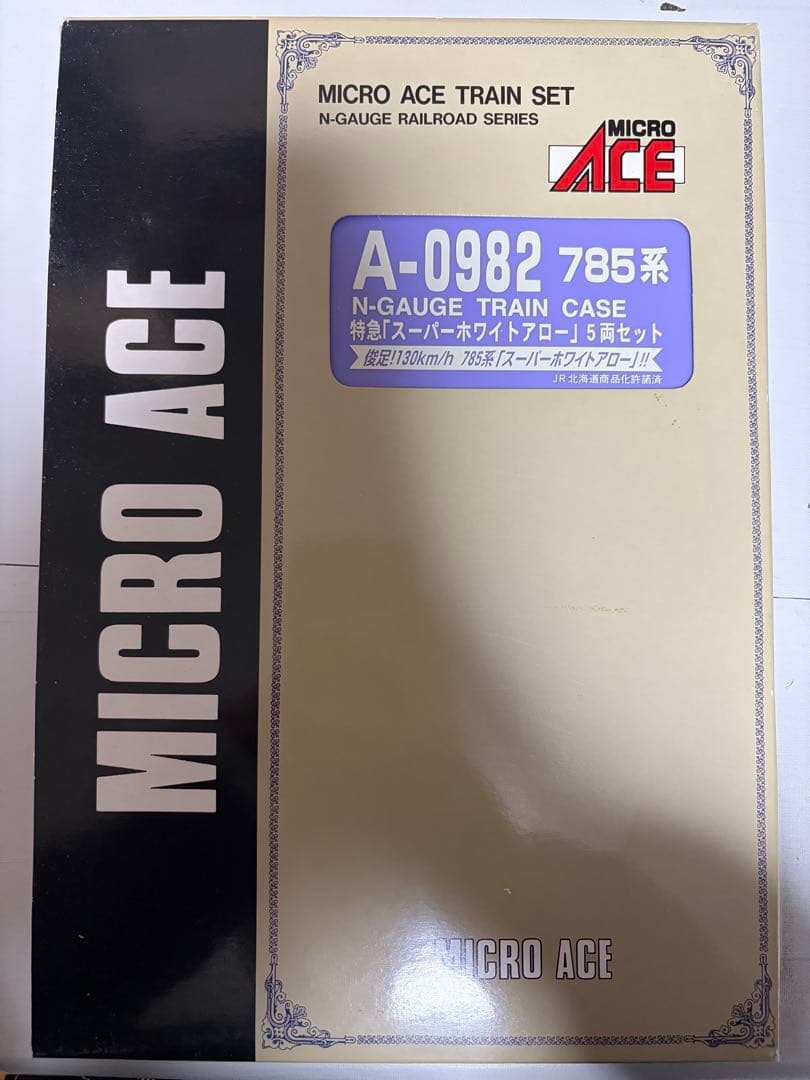 MICRO ACE
MICRO ACE TRAIN SET
N-GAUGE RAILROAD SERIES
MICRO
ACE
A-0982 785系
N-GAUGE TRAIN CASE
特急「スーパーホワイトアロー」5両セット
俊足!130km/h 785系「スーパーホワイトアロー」!!
JR北海道商品化許諾済
MICRO ACE